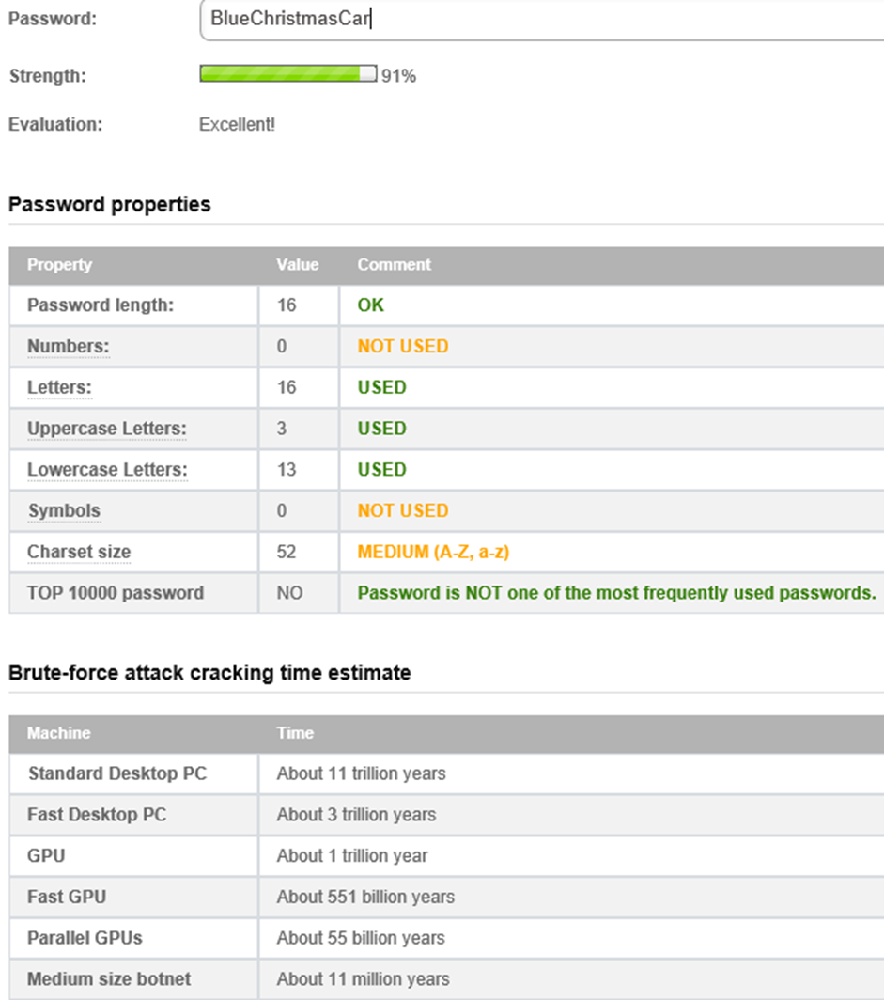 Password: BlueChristmasCar
Strength: 91%
Evaluation: Excellent!
Password properties
Property Value Comment
Password length: 16 OK
Numbers: 0 NOT USED
Letters: 16 USED
Uppercase Letters: 3 USED
Lowercase Letters: 13 USED
Symbols 0 NOT USED
Charset size 52 MEDIUM (A-Z, a-z)
TOP 10000 password NO Password is NOT one of the most frequently used passwords.
Brute-force attack cracking time estimate
Machine Time
Standard Desktop PC About 11 trillion years
Fast Desktop PC About 3 trillion years
GPU About 1 trillion year
Fast GPU About 551 billion years
Parallel GPUs About 55 billion years
Medium size botnet About 11 million years